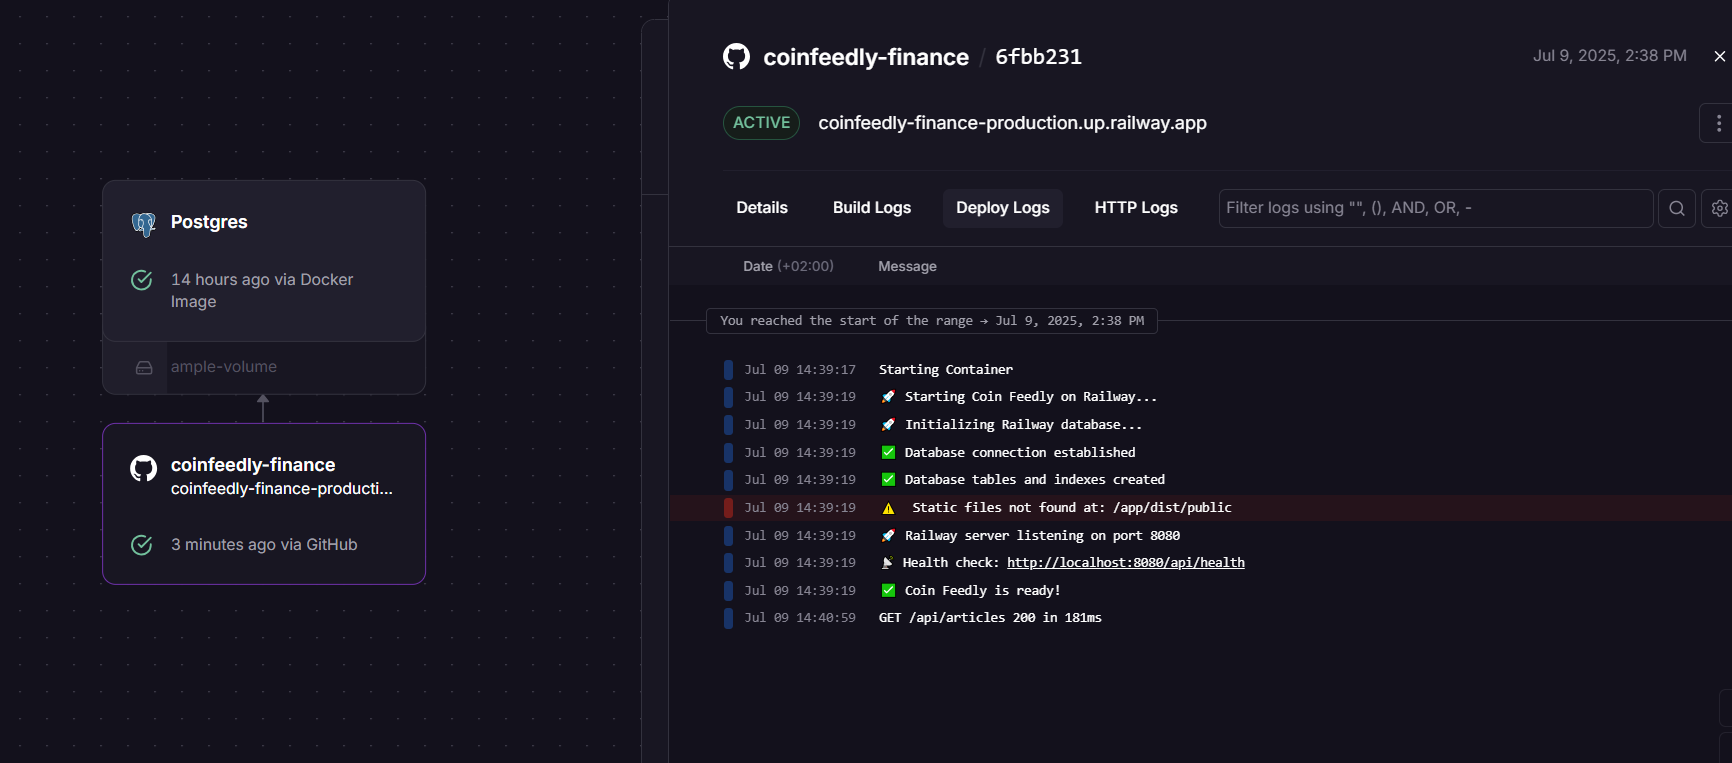 Postgres
14 hours ago via Docker
Image
ample-volume
coinfeedly-finance
coinfeedly-finance-producti...
3 minutes ago via GitHub
coinfeedly-finance / 6fbb231
Jul 9, 2025, 2:38 PM
ACTIVE coinfeedly-finance-production.up.railway.app
Details Build Logs Deploy Logs HTTP Logs Filter logs using "", (), AND, OR, -
Date (+02:00) Message
You reached the start of the range → Jul 9, 2025, 2:38 PM
Jul 09 14:39:17 Starting Container
Jul 09 14:39:19 🚀 Starting Coin Feedly on Railway...
Jul 09 14:39:19 🚀 Initializing Railway database...
Jul 09 14:39:19 ✅ Database connection established
Jul 09 14:39:19 ✅ Database tables and indexes created
Jul 09 14:39:19 ⚠️ Static files not found at: /app/dist/public
Jul 09 14:39:19 🚀 Railway server listening on port 8080
Jul 09 14:39:19 📡 Health check: http://localhost:8080/api/health
Jul 09 14:39:19 ✅ Coin Feedly is ready!
Jul 09 14:40:59 GET /api/articles 200 in 181ms